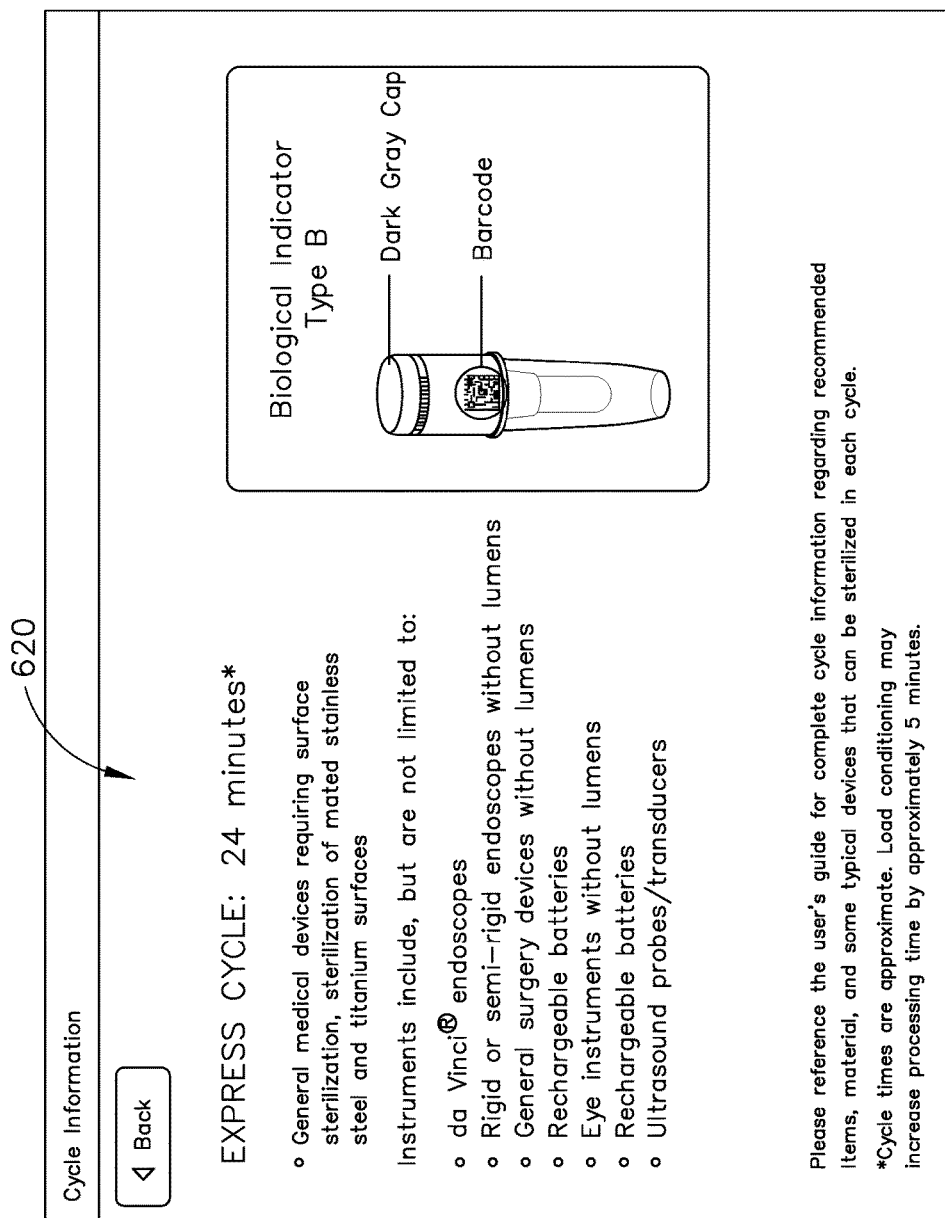 620
Cycle Information
Back
EXPRESS CYCLE: 24 minutes*
o General medical devices requiring surface
sterilization, sterilization of mated stainless
steel and titanium surfaces
Instruments include, but are not limited to:
o da Vinci® endoscopes
o Rigid or semi-rigid endoscopes without lumens
o General surgery devices without lumens
o Rechargeable batteries
o Eye instruments without lumens
o Rechargeable batteries
o Ultrasound probes/transducers
Biological Indicator
Type B
Dark Gray Cap
Barcode
Please reference the user's guide for complete cycle information regarding recommended
Items, material, and some typical devices that can be sterilized in each cycle.
*Cycle times are approximate. Load conditioning may
increase processing time by approximately 5 minutes.